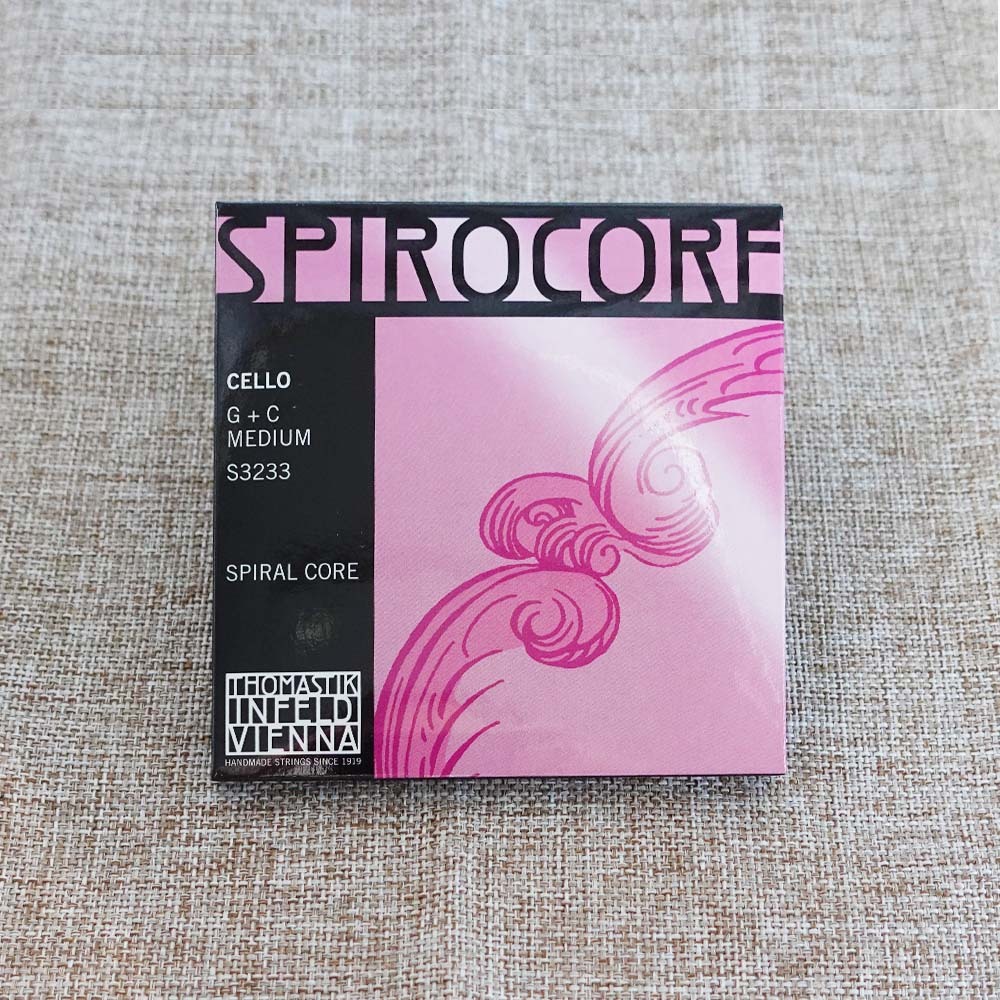 SPIROCORE
CELLO
G + C
MEDIUM
S3233
SPIRAL CORE
THOMASTIK
INFELD
VIENNA
HANDMADE STRINGS SINCE 1919